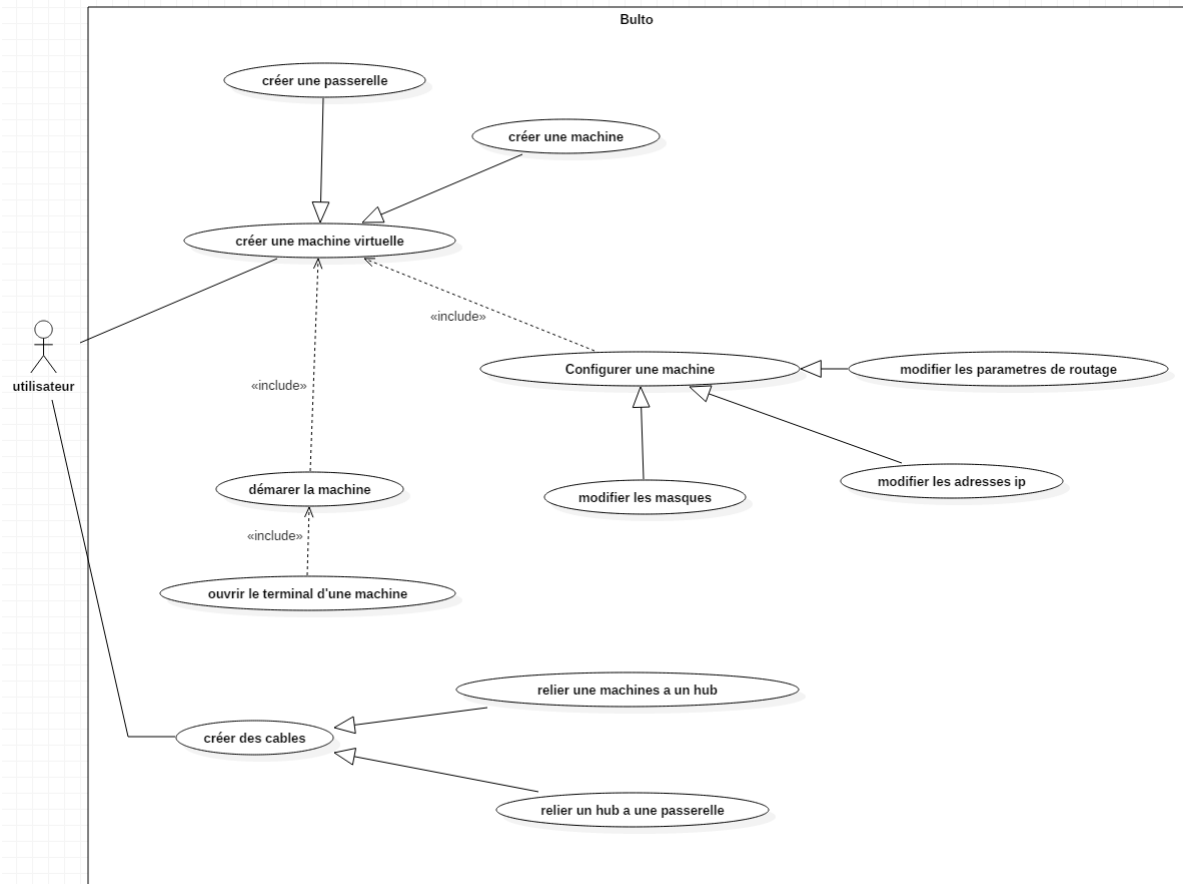 Bulto
créer une passerelle
créer une machine
créer une machine virtuelle
«include»
utilisateur
Configurer une machine
modifier les parametres de routage
«include»
démarer la machine
modifier les masques
modifier les adresses ip
«include»
ouvrir le terminal d'une machine
relier une machines a un hub
créer des cables
relier un hub a une passerelle